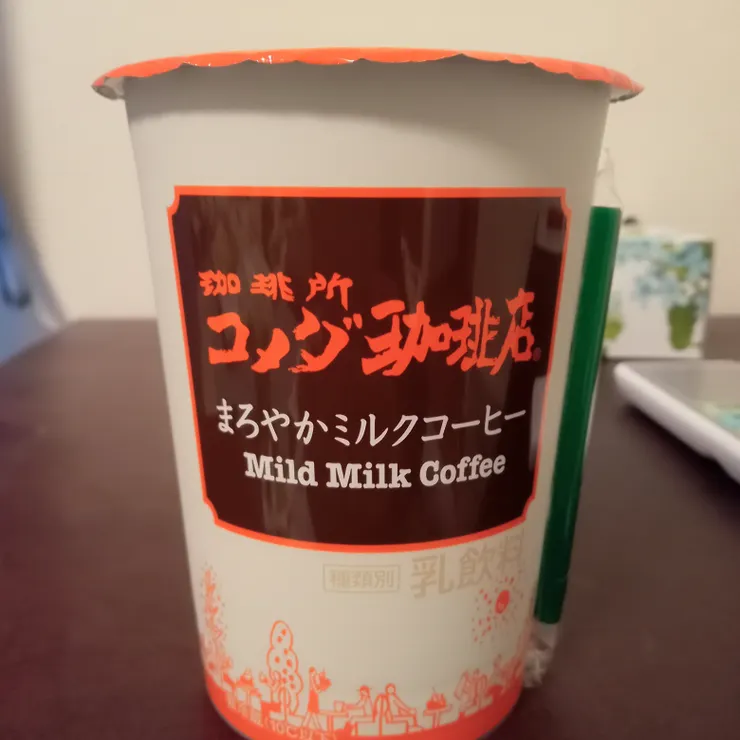 珈琲所
コメダ珈琲店®
まろやかミルクコーヒー
Mild Milk Coffee
種類別 乳飲料